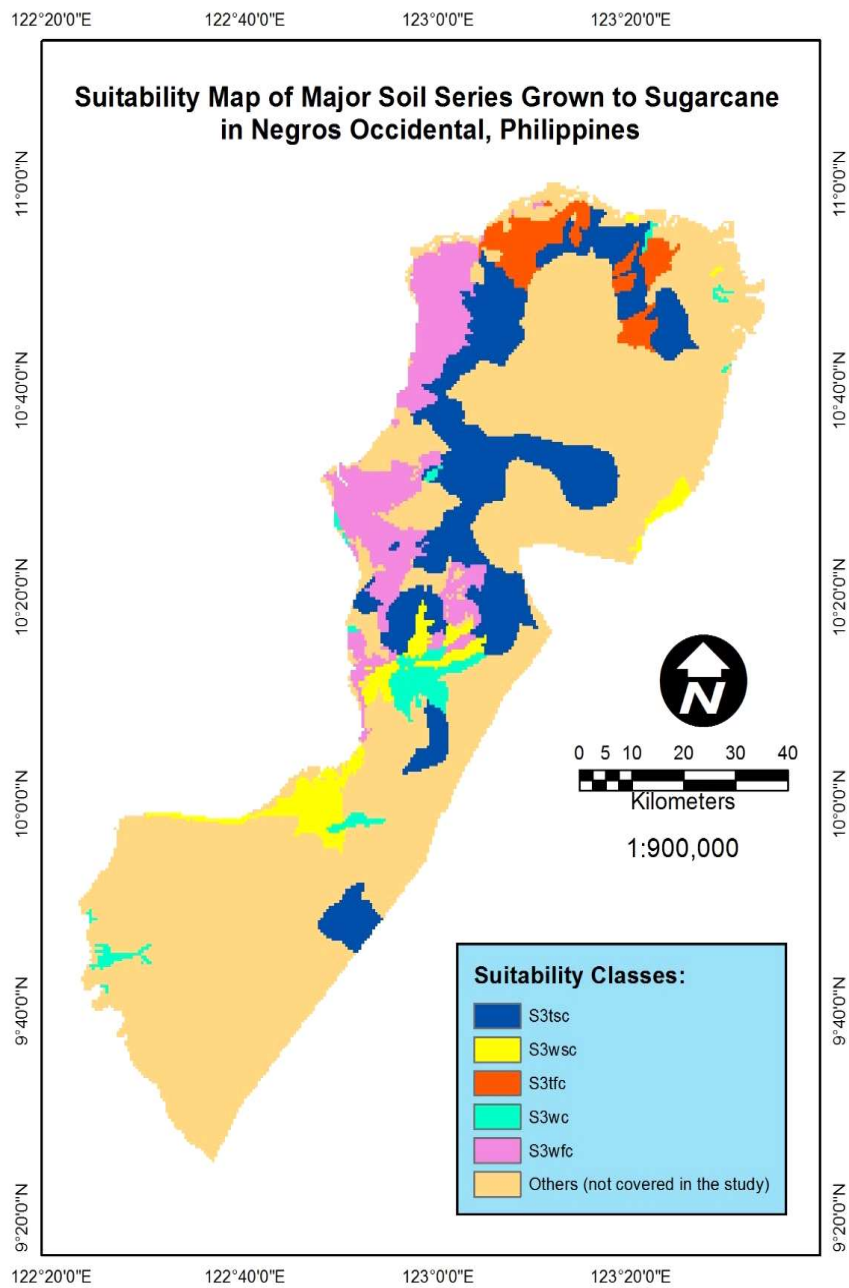 122°20'0"E 122°40'0"E 123°0'0"E 123°20'0"E
Suitability Map of Major Soil Series Grown to Sugarcane
in Negros Occidental, Philippines
11°0'0"N 11°0'0"N
10°40'0"N 10°40'0"N
10°20'0"N 10°20'0"N
N
0 5 10 20 30 40
Kilometers
10°0'0"N 10°0'0"N
1:900,000
Suitability Classes:
S3tsc
9°40'0"N 9°40'0"N
S3wsc
S3tfc
S3wc
S3wfc
Others (not covered in the study)
9°20'0"N 9°20'0"N
122°20'0"E 122°40'0"E 123°0'0"E 123°20'0"E